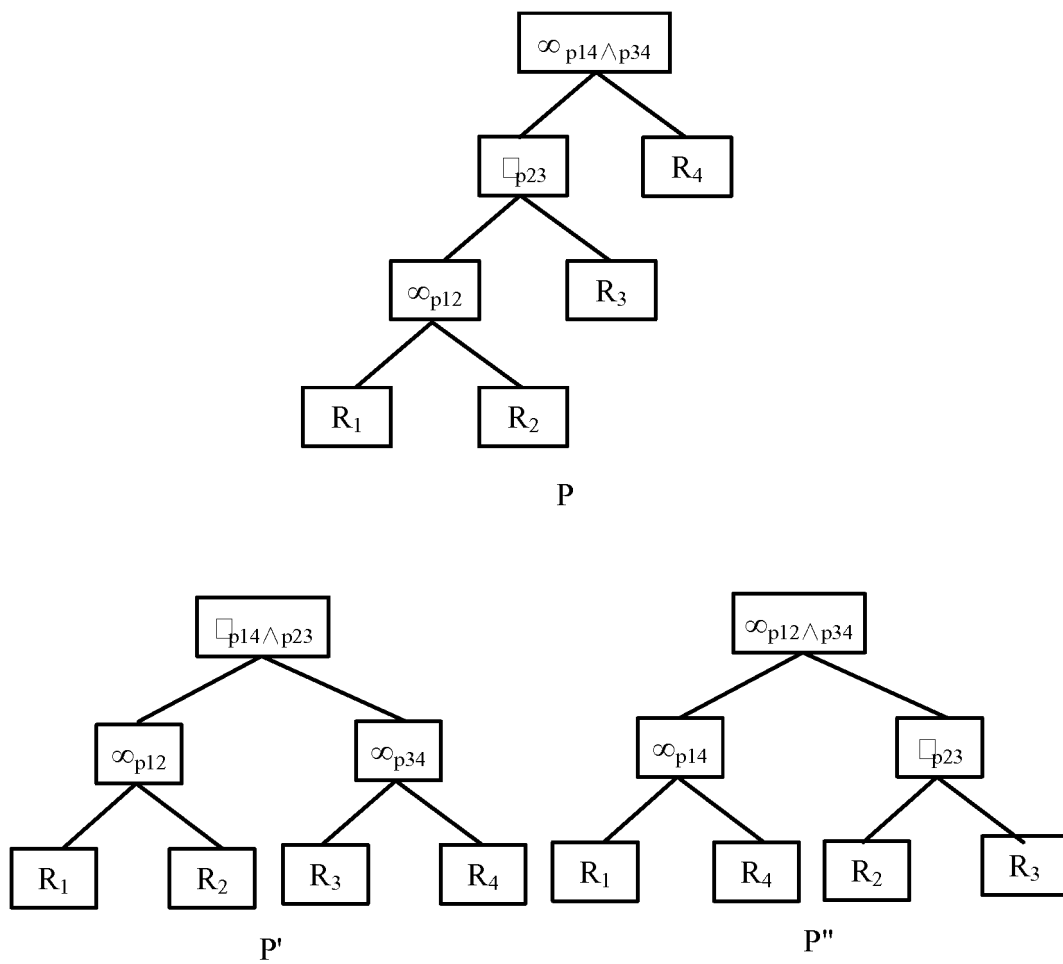 ∞ p14∧p34
□p23 R4
∞p12 R3
R1 R2
P
□p14∧p23 ∞p12∧p34
∞p12 ∞p34 ∞p14 □p23
R1 R2 R3 R4 R1 R4 R2 R3
P' P"